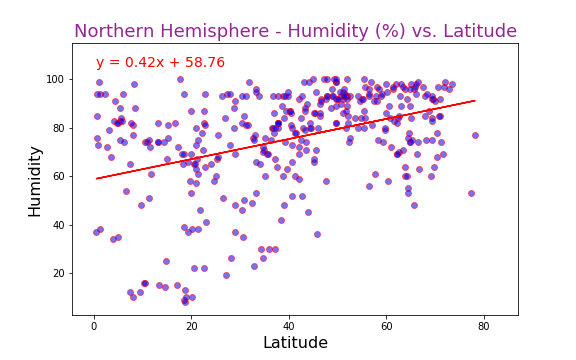 Northern Hemisphere - Humidity (%) vs. Latitude
y = 0.42x + 58.76
100
80
60
40
20
Humidity
0 20 40 60 80
Latitude